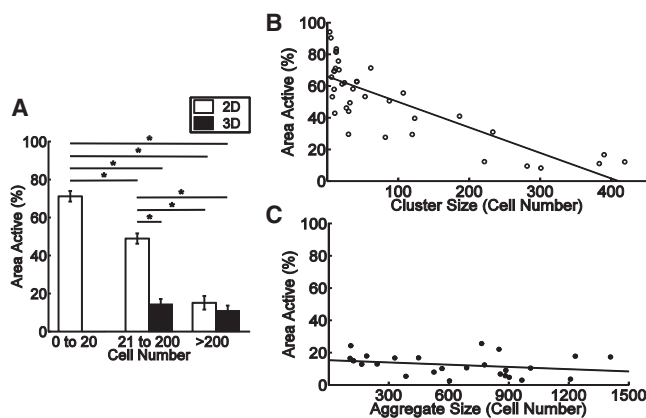 A
2D
3D
Area Active (%)
100
80
60
40
20
0
* * * * * * *
0 to 20 21 to 200 >200
Cell Number
B
Area Active (%)
100
80
60
40
20
0
100 200 300 400
Cluster Size (Cell Number)
C
Area Active (%)
100
80
60
40
20
0
300 600 900 1200 1500
Aggregate Size (Cell Number)